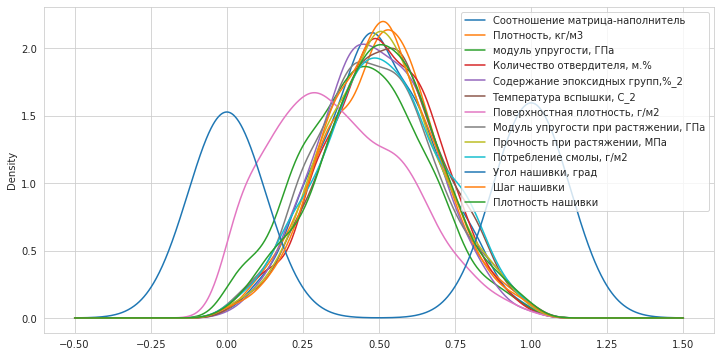 Соотношение матрица-наполнитель
Плотность, кг/м3
модуль упругости, ГПа
Количество отвердителя, м.%
Содержание эпоксидных групп,%_2
Температура вспышки, С_2
Поверхностная плотность, г/м2
Модуль упругости при растяжении, ГПа
Прочность при растяжении, МПа
Потребление смолы, г/м2
Угол нашивки, град
Шаг нашивки
Плотность нашивки
Density
2.0
1.5
1.0
0.5
0.0
−0.50 −0.25 0.00 0.25 0.50 0.75 1.00 1.25 1.50